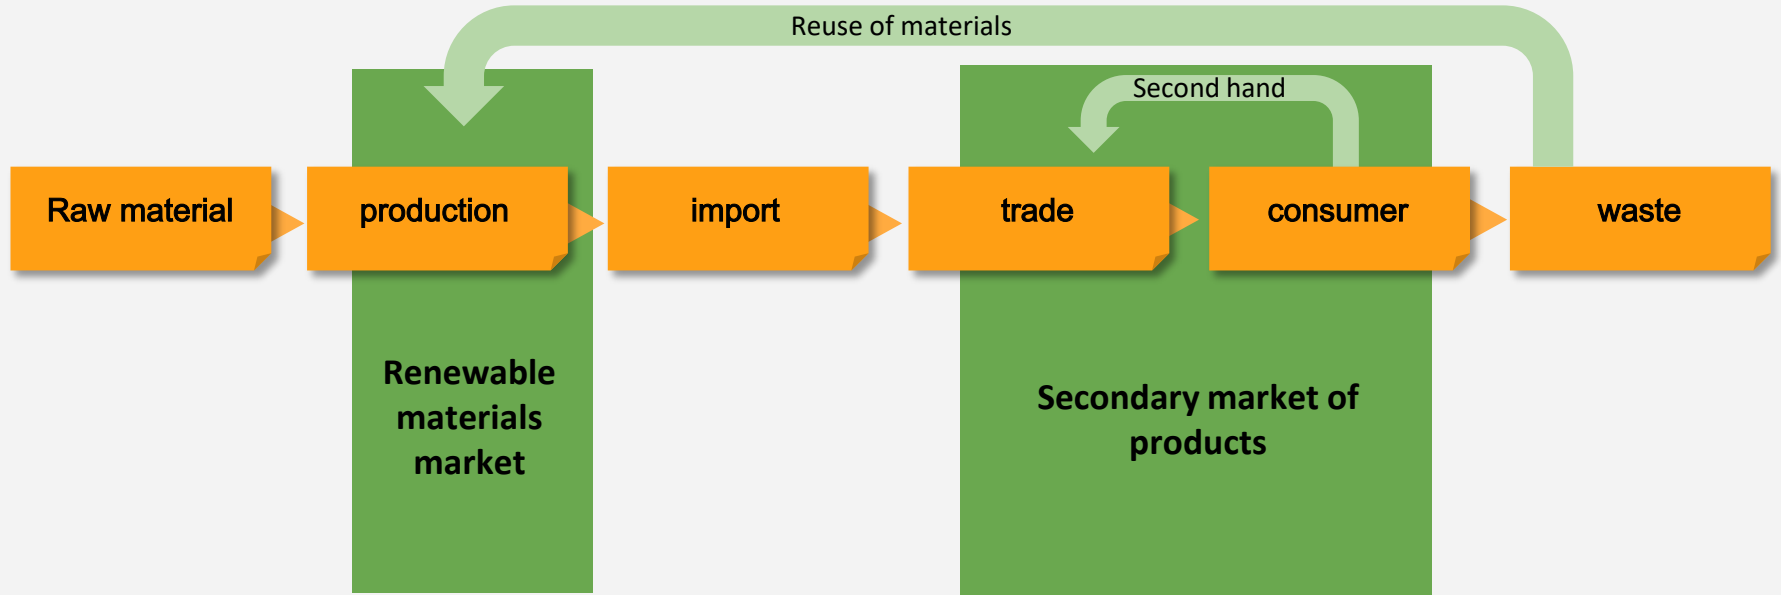 Reuse of materials
Second hand
Raw material
production
import
trade
consumer
waste
Renewable
materials
market
Secondary market of
products